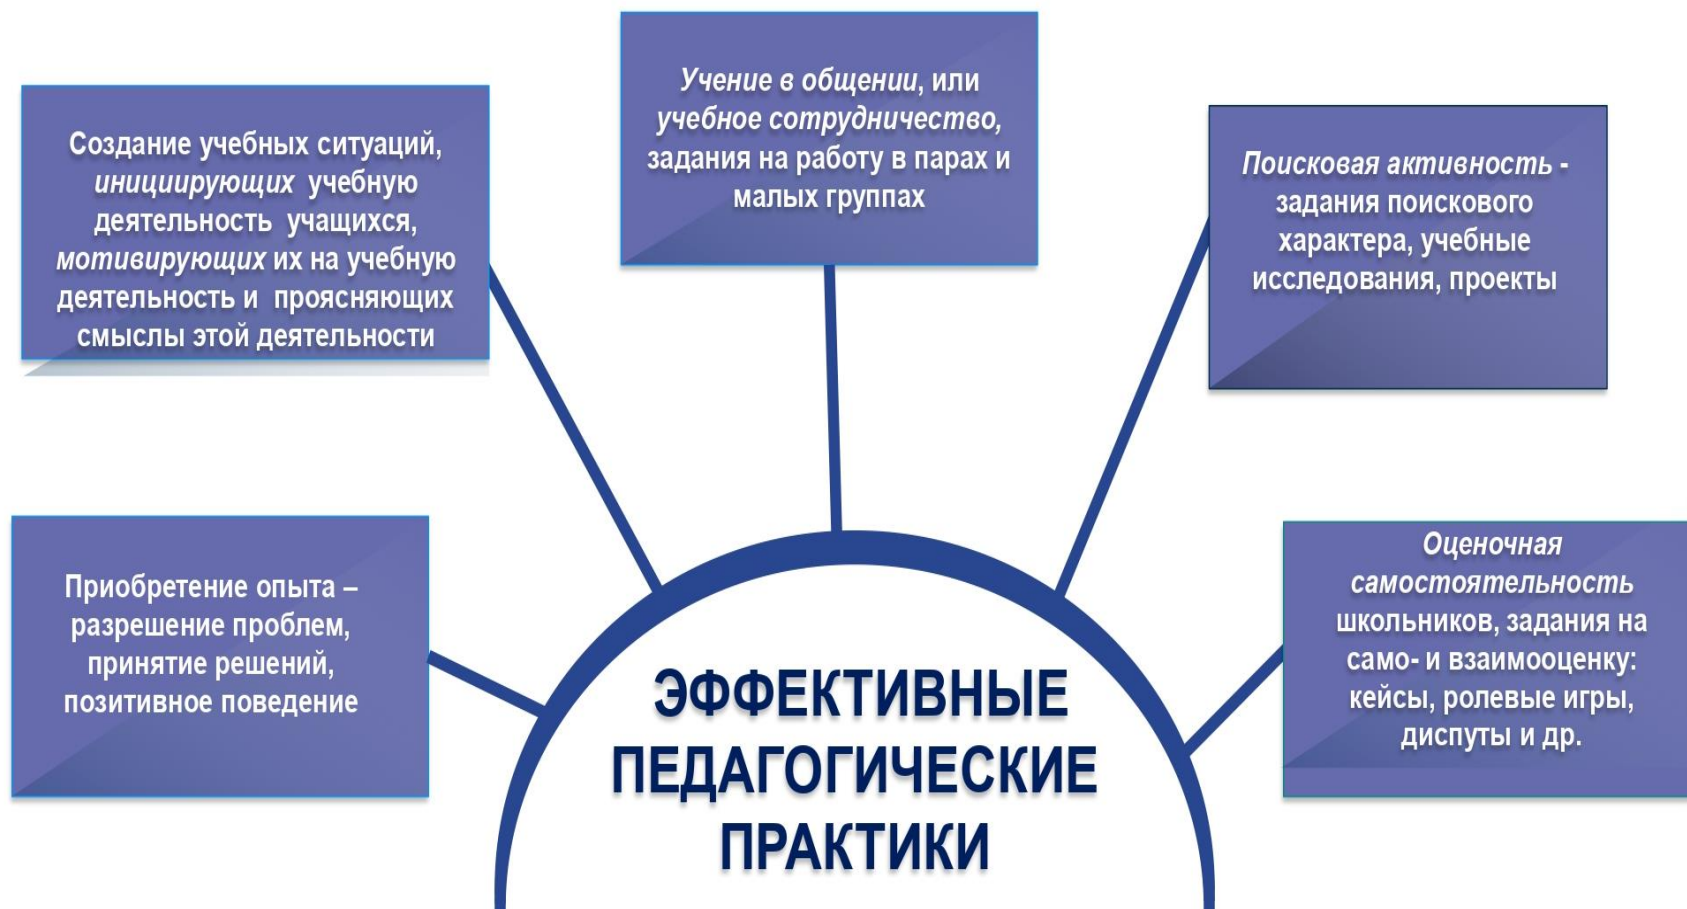 Создание учебных ситуаций,
инициирующих учебную
деятельность учащихся,
мотивирующих их на учебную
деятельность и проясняющих
смыслы этой деятельности
Учение в общении, или
учебное сотрудничество,
задания на работу в парах и
малых группах
Поисковая активность -
задания поискового
характера, учебные
исследования, проекты
Приобретение опыта –
разрешение проблем,
принятие решений,
позитивное поведение
Оценочная
самостоятельность
школьников, задания на
само- и взаимооценку:
кейсы, ролевые игры,
диспуты и др.
ЭФФЕКТИВНЫЕ
ПЕДАГОГИЧЕСКИЕ
ПРАКТИКИ